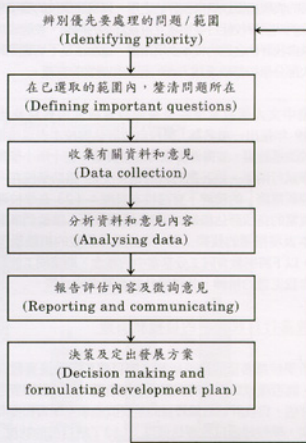 辨別優先要處理的問題/範圍
(Identifying priority)
在已選取的範圍內,釐清問題所在
(Defining important questions)
收集有關資料和意見
(Data collection)
分析資料和意見內容
(Analysing data)
報告評估內容及徵詢意見
(Reporting and communicating)
決策及定出發展方案
(Decision making and
formulating development plan)